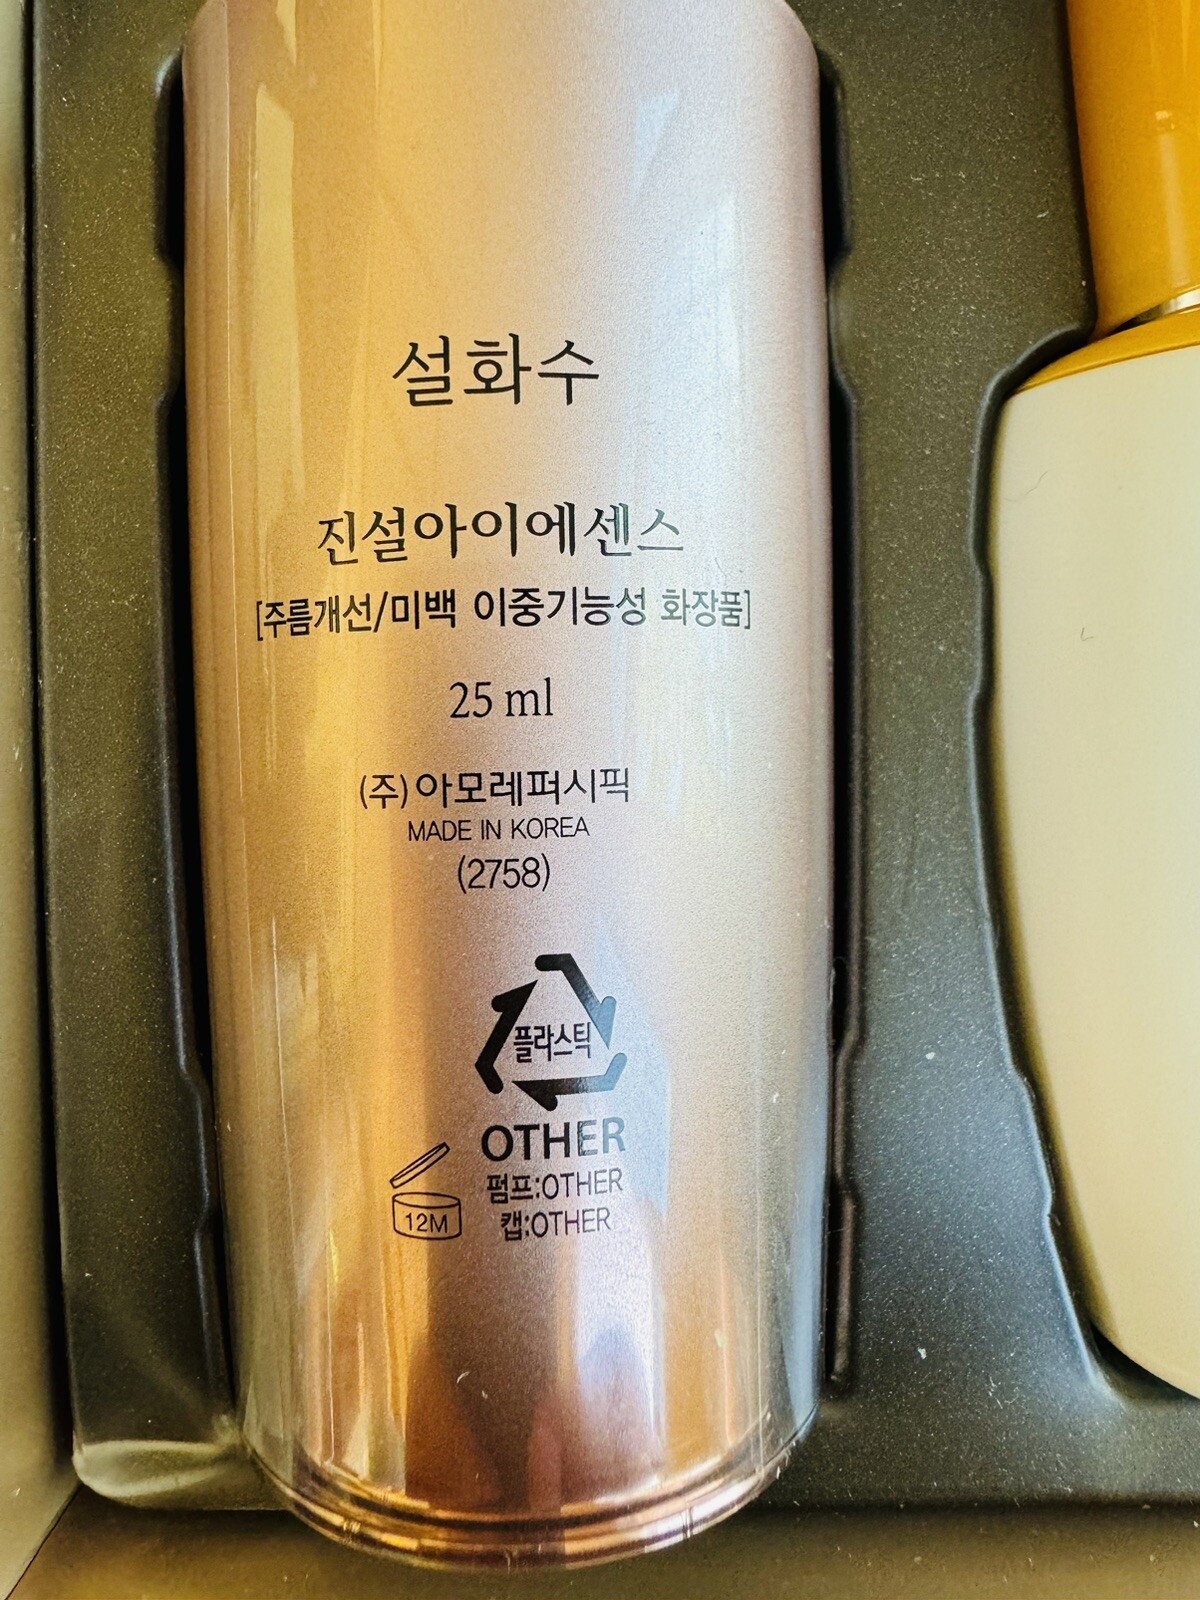 설화수
진설아이에센스
[주름개선/미백 이중기능성 화장품]
25 ml
(주)아모레퍼시픽
MADE IN KOREA
(2758)
플라스틱
OTHER
펌프:OTHER
캡:OTHER
12M